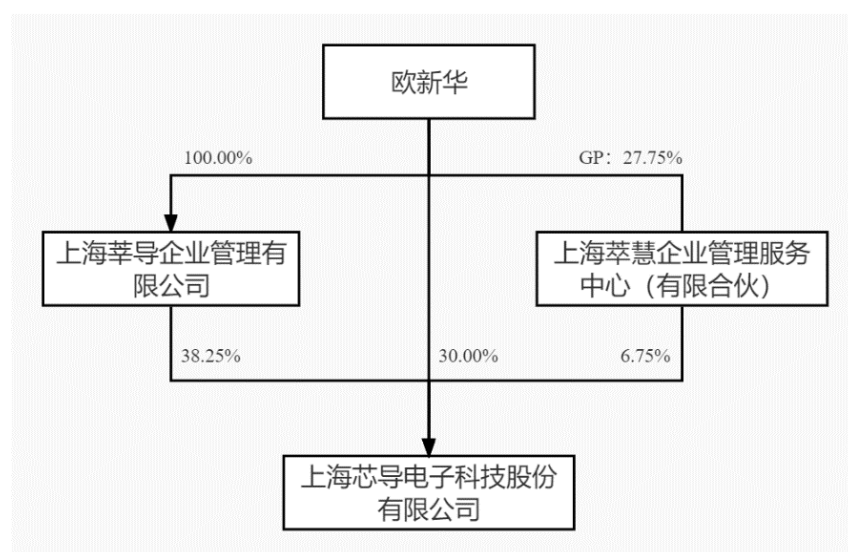 欧新华
100.00%
GP：27.75%
上海莘导企业管理有
限公司
上海萃慧企业管理服务
中心（有限合伙）
38.25%
30.00%
6.75%
上海芯导电子科技股份
有限公司